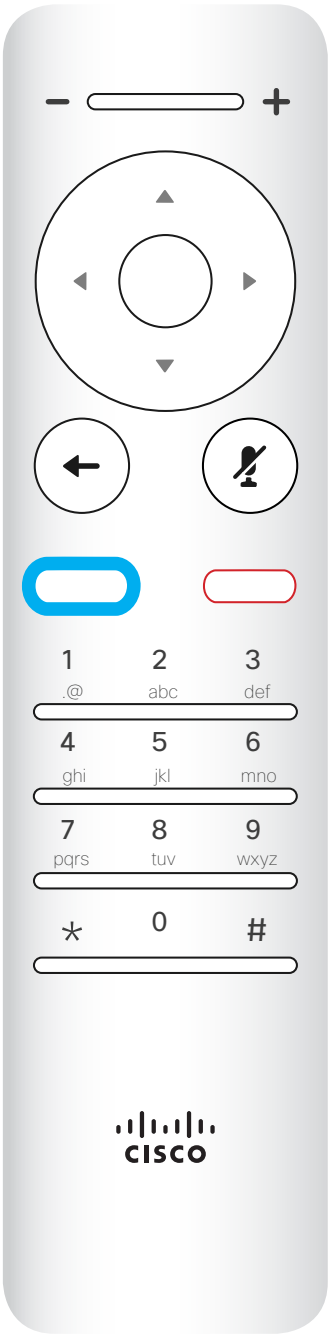 - +
1 2 3
.@ abc def
4 5 6
ghi jkl mno
7 8 9
pqrs tuv wxyz
* 0 #
CISCO